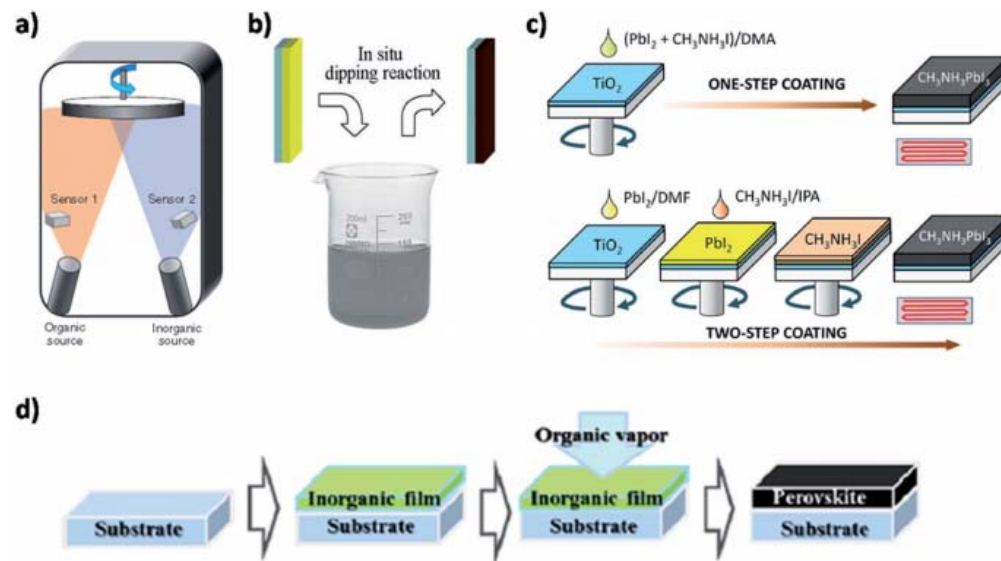 a)
Sensor 1
Sensor 2
Organic
source
Inorganic
source
b)
In situ
dipping reaction
200ml
c)
(PbI₂ + CH₃NH₃I)/DMA
TiO₂
ONE-STEP COATING
CH₃NH₃PbI₃
PbI₂/DMF
CH₃NH₃I/IPA
TiO₂
PbI₂
CH₃NH₃I
CH₃NH₃PbI₃
TWO-STEP COATING
d)
Substrate
Inorganic film
Substrate
Organic vapor
Inorganic film
Substrate
Perovskite
Substrate